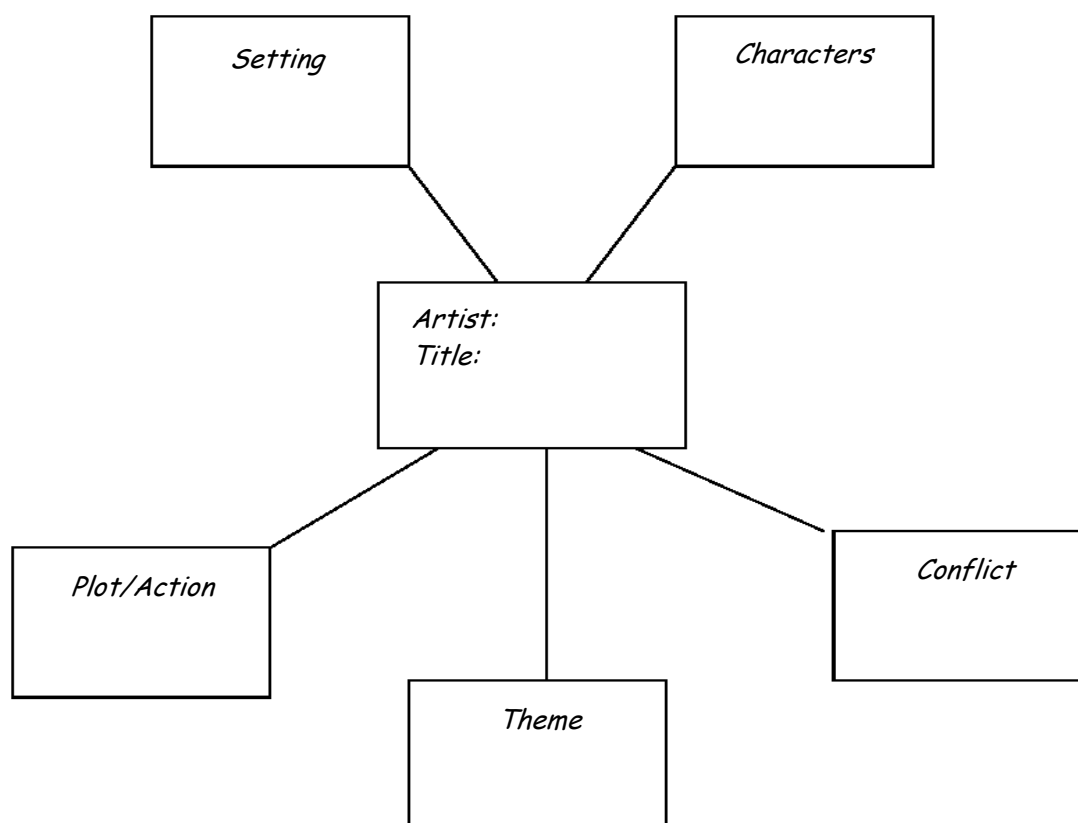 Setting
Characters
Artist:
Title:
Plot/Action
Conflict
Theme